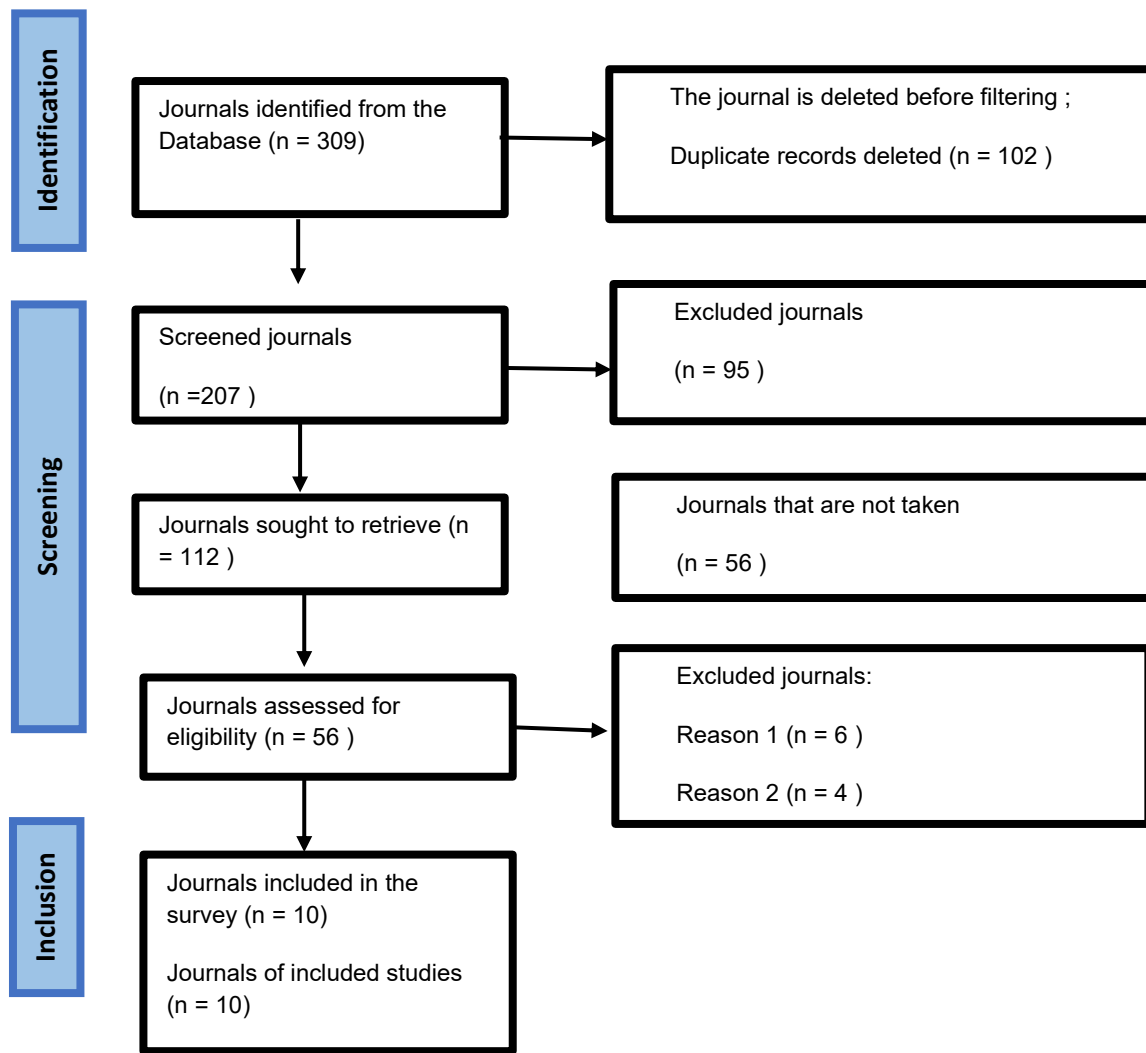 Identification
Journals identified from the
Database (n = 309)
The journal is deleted before filtering ;
Duplicate records deleted (n = 102 )
Screening
Screened journals
(n =207 )
Excluded journals
(n = 95 )
Journals sought to retrieve (n
= 112 )
Journals that are not taken
(n = 56 )
Journals assessed for
eligibility (n = 56 )
Excluded journals:
Reason 1 (n = 6 )
Reason 2 (n = 4 )
Inclusion
Journals included in the
survey (n = 10)
Journals of included studies
(n = 10)